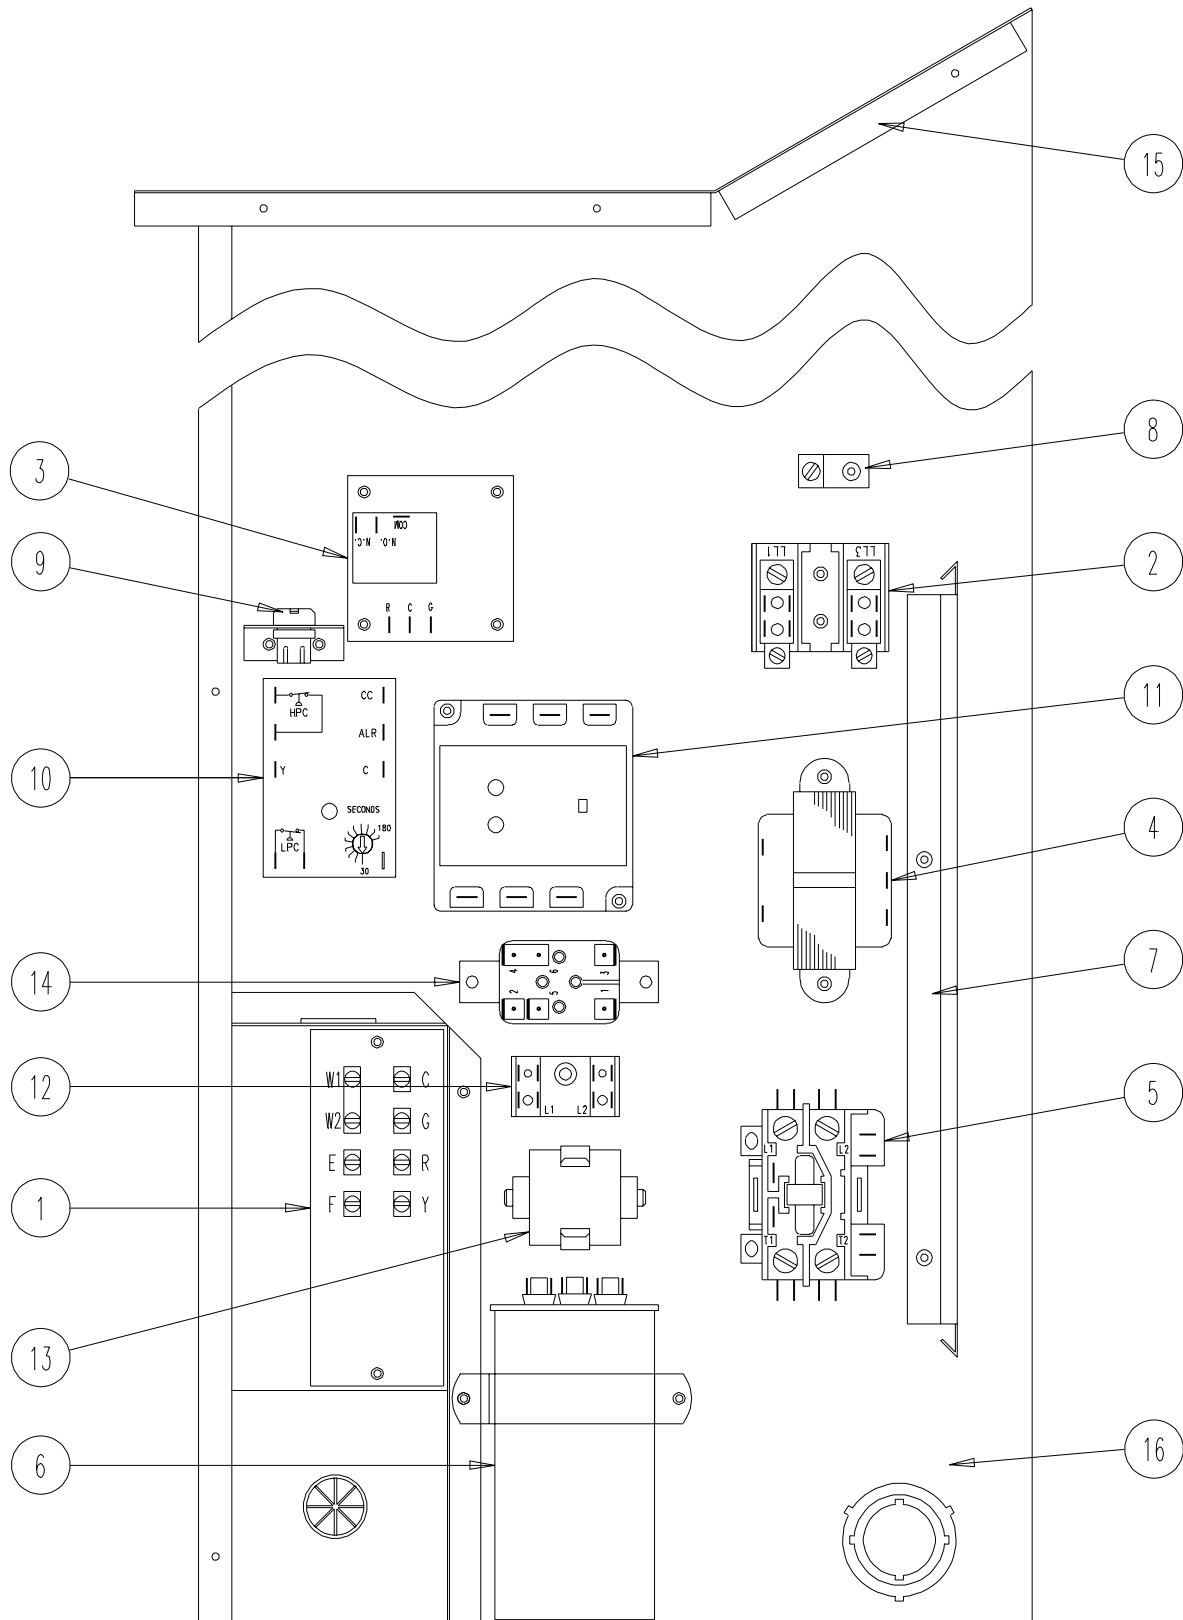 15
8
3
COM
N.C. N.O.
R C G
9
LL1 LL3
2
HPC
CC
ALR
Y C
SECONDS
180
LPC
30
10
11
4
14
4 6 3
2 5 1
7
12
L1 L2
W1 C
W2 G
E R
F Y
1
5
L1 L2
T1 T2
13
6
16